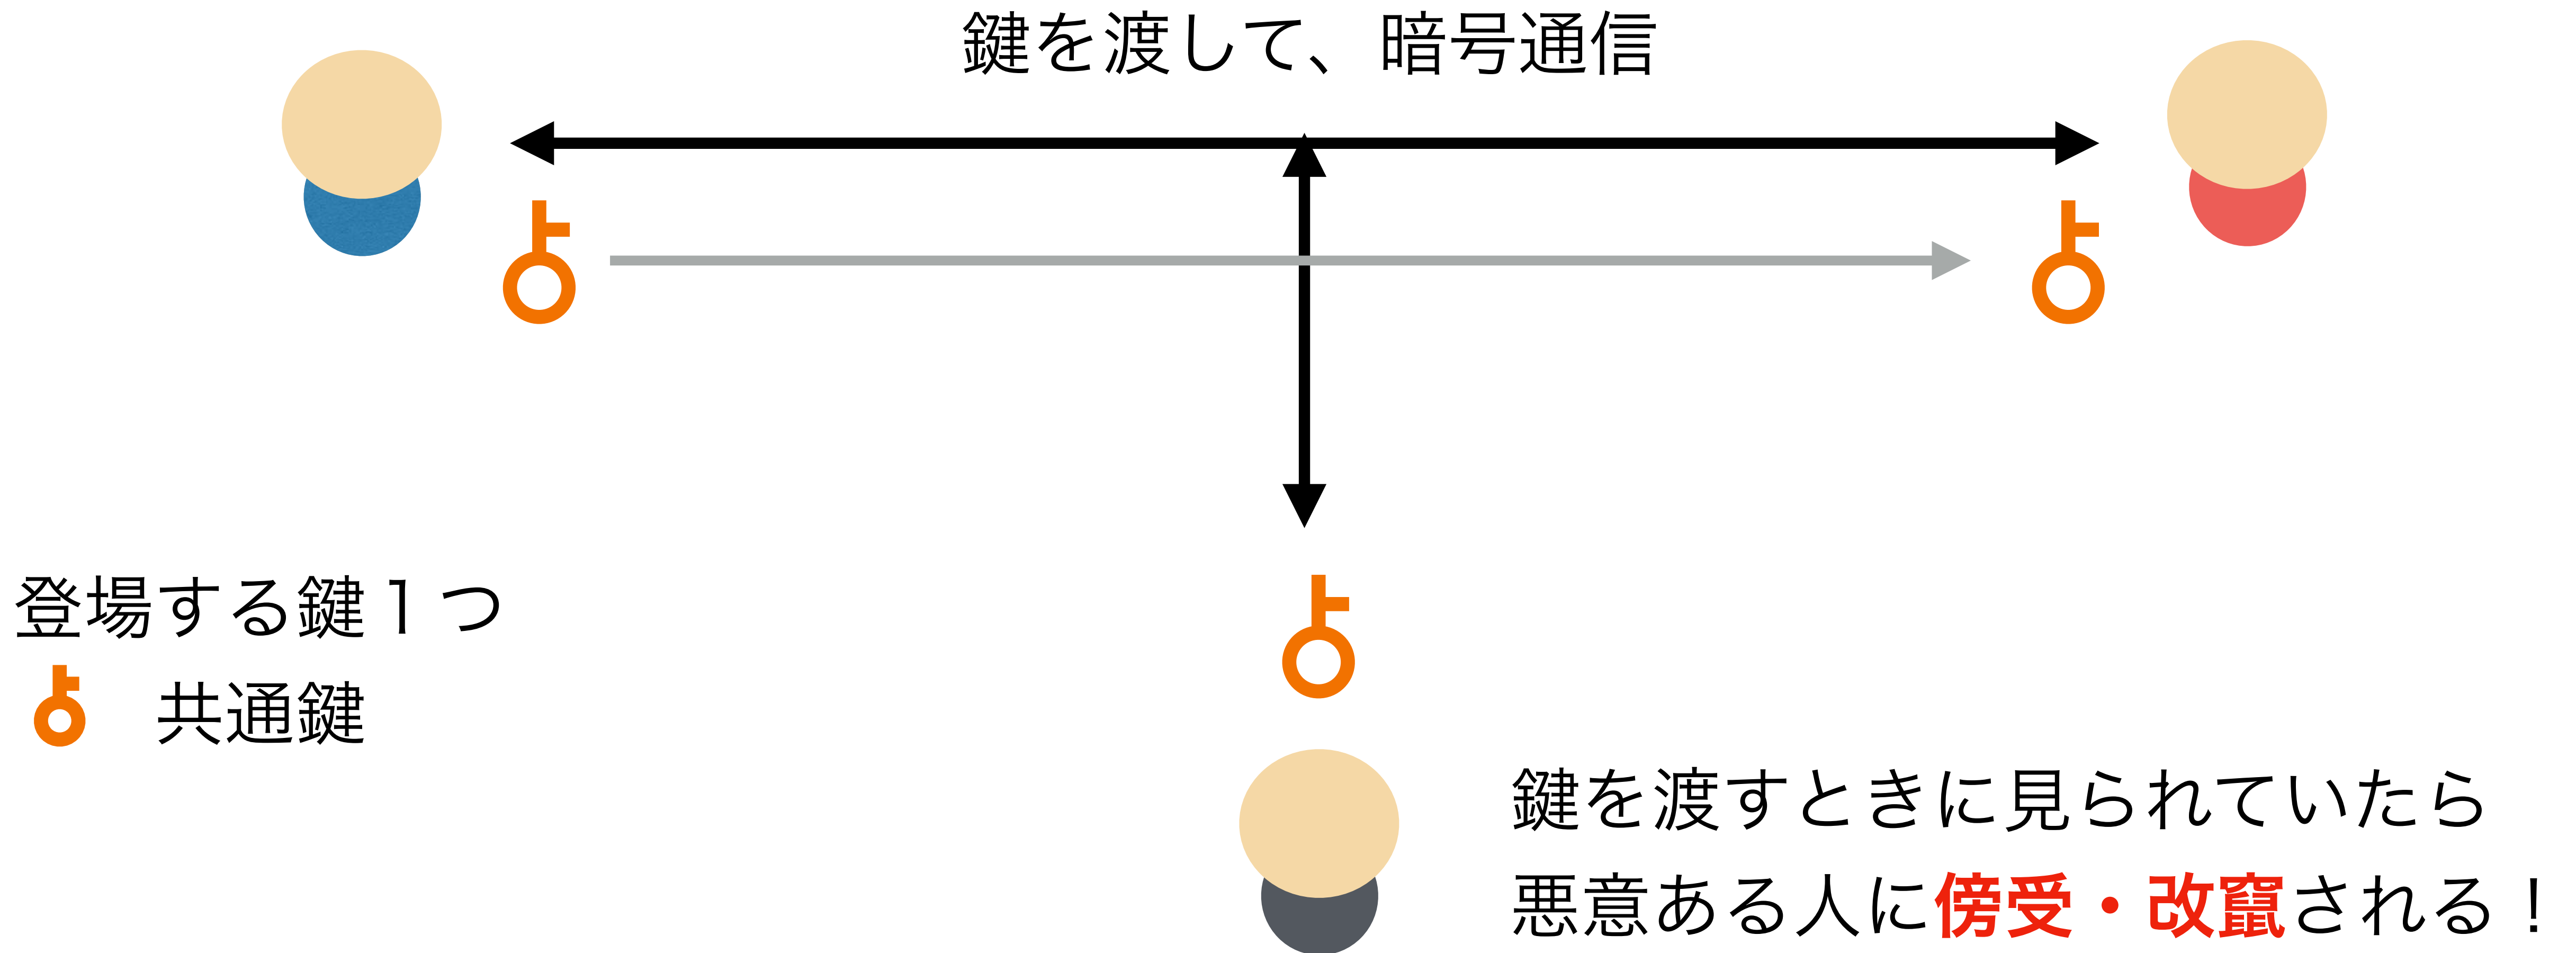 鍵を渡して、暗号通信
登場する鍵１つ
共通鍵
鍵を渡すときに見られていたら
悪意ある人に傍受・改竄される！